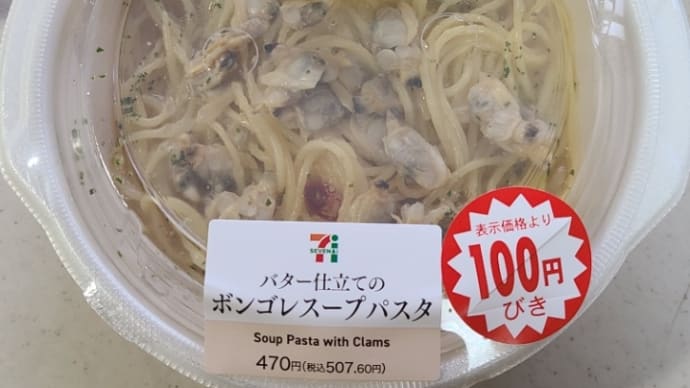 SEVEN&i
バター仕立ての
ボンゴレスープパスタ
Soup Pasta with Clams
470円(税込507.60円)
表示価格より
100円
びき